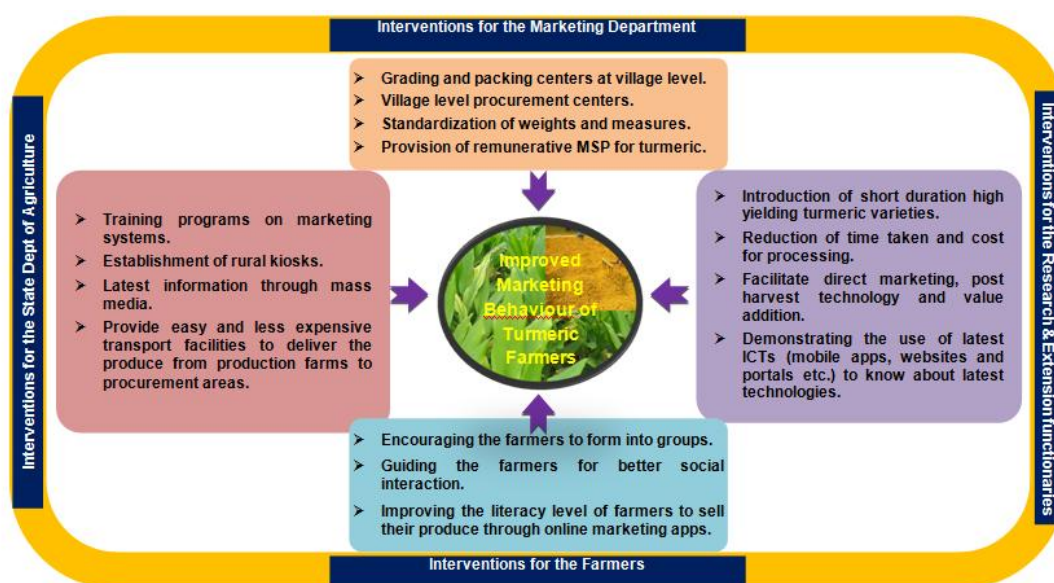 Interventions for the Marketing Department
➤ Grading and packing centers at village level.
➤ Village level procurement centers.
➤ Standardization of weights and measures.
➤ Provision of remunerative MSP for turmeric.
Interventions for the State Dept of Agriculture
➤ Training programs on marketing
systems.
➤ Establishment of rural kiosks.
➤ Latest information through mass
media.
➤ Provide easy and less expensive
transport facilities to deliver the
produce from production farms to
procurement areas.
Improved
Marketing
Behaviour of
Turmeric
Farmers
➤ Introduction of short duration high
yielding turmeric varieties.
➤ Reduction of time taken and cost
for processing.
➤ Facilitate direct marketing, post
harvest technology and value
addition.
➤ Demonstrating the use of latest
ICTs (mobile apps, websites and
portals etc.) to know about latest
technologies.
Interventions for the Research & Extension functionaries
➤ Encouraging the farmers to form into groups.
➤ Guiding the farmers for better social
interaction.
➤ Improving the literacy level of farmers to sell
their produce through online marketing apps.
Interventions for the Farmers